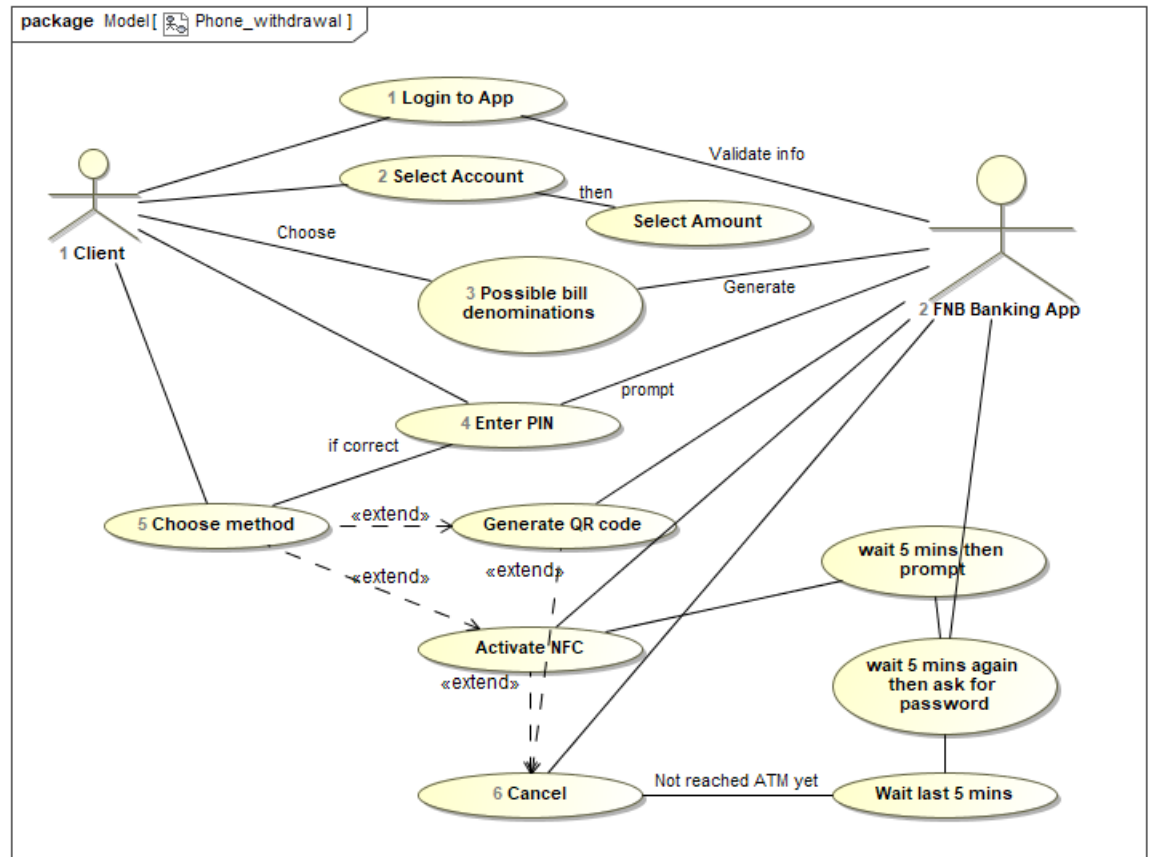 package Model[ Phone_withdrawal ]
1 Login to App
Validate info
2 Select Account
then
Select Amount
Choose
1 Client
3 Possible bill
denominations
Generate
2 FNB Banking App
prompt
4 Enter PIN
if correct
5 Choose method
«extend»
Generate QR code
wait 5 mins then
prompt
«extend»
«extend»
Activate NFC
wait 5 mins again
then ask for
password
«extend»
6 Cancel
Not reached ATM yet
Wait last 5 mins